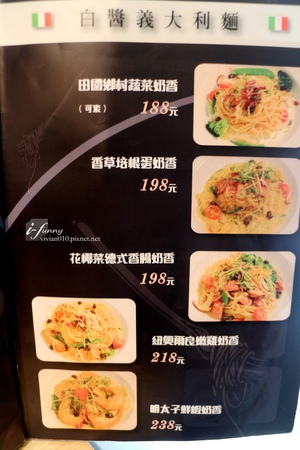 白醬義大利麵
田園鄉村蔬菜奶香
(可素) 188元
香草培根蛋奶香
198元
i-funny
vivian010.pixnet.net
花椰菜德式香腸奶香
198元
紐奧爾良嫩雞奶香
218元
明太子鮮蝦奶香
238元